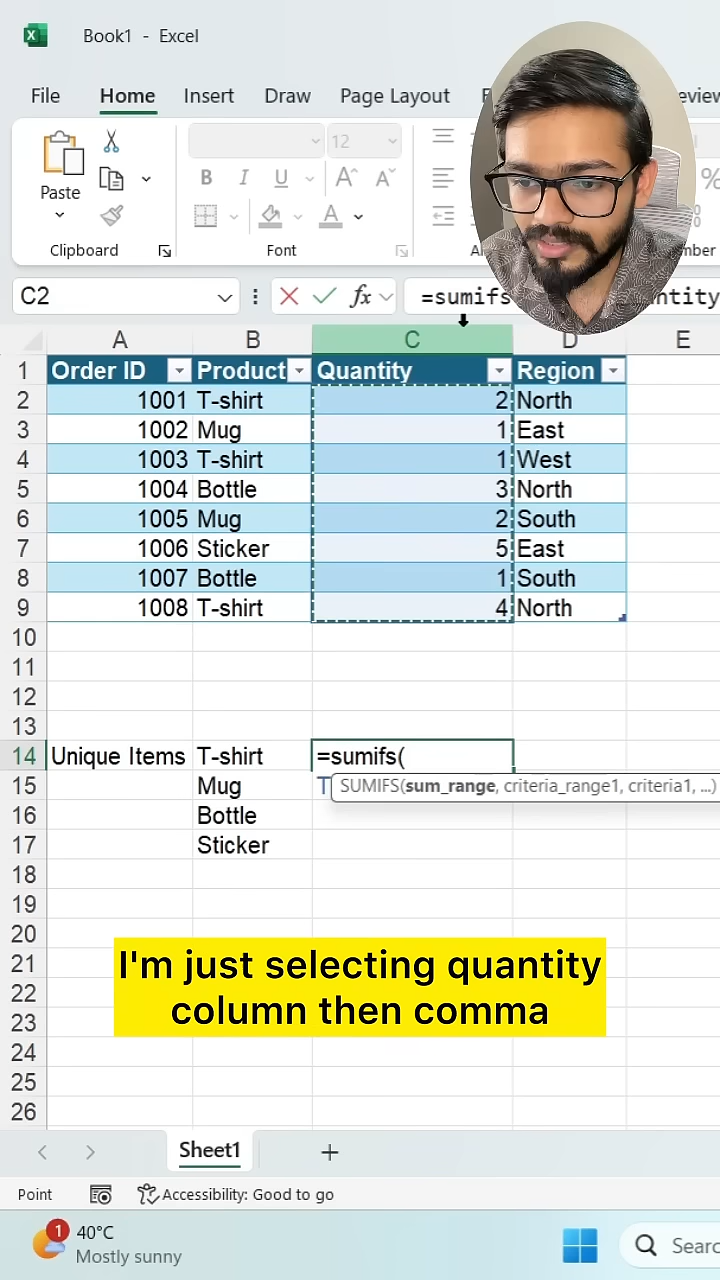 Book1 - Excel
File Home Insert Draw Page Layout
Paste
12
B I U A A
A %
Clipboard Font
C2 fx =sumifs
A B C D E
1 Order ID Product Quantity Region
2 1001 T-shirt 2 North
3 1002 Mug 1 East
4 1003 T-shirt 1 West
5 1004 Bottle 3 North
6 1005 Mug 2 South
7 1006 Sticker 5 East
8 1007 Bottle 1 South
9 1008 T-shirt 4 North
10
11
12
13
14 Unique Items T-shirt =sumifs(
15 Mug T SUMIFS(sum_range, criteria_range1, criteria1, ...)
16 Bottle
17 Sticker
18
19
20
21
22
23
24
25
26
I'm just selecting quantity
column then comma
Sheet1 +
Point Accessibility: Good to go
1 40°C
Mostly sunny
Searc